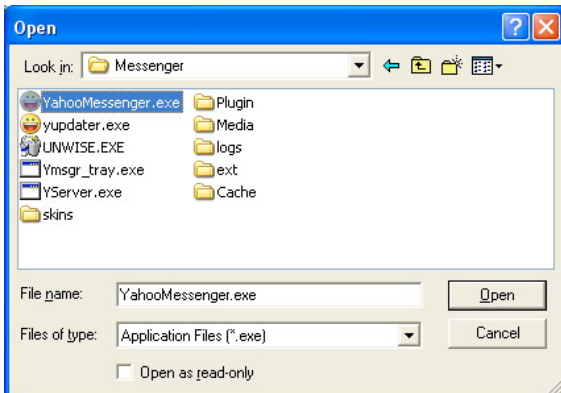 Open
Look in: Messenger
YahooMessenger.exe
yupdater.exe
UNWISE.EXE
Ymsgr_tray.exe
YServer.exe
skins
Plugin
Media
logs
ext
Cache
File name: YahooMessenger.exe Open
Files of type: Application Files (*.exe) Cancel
Open as read-only